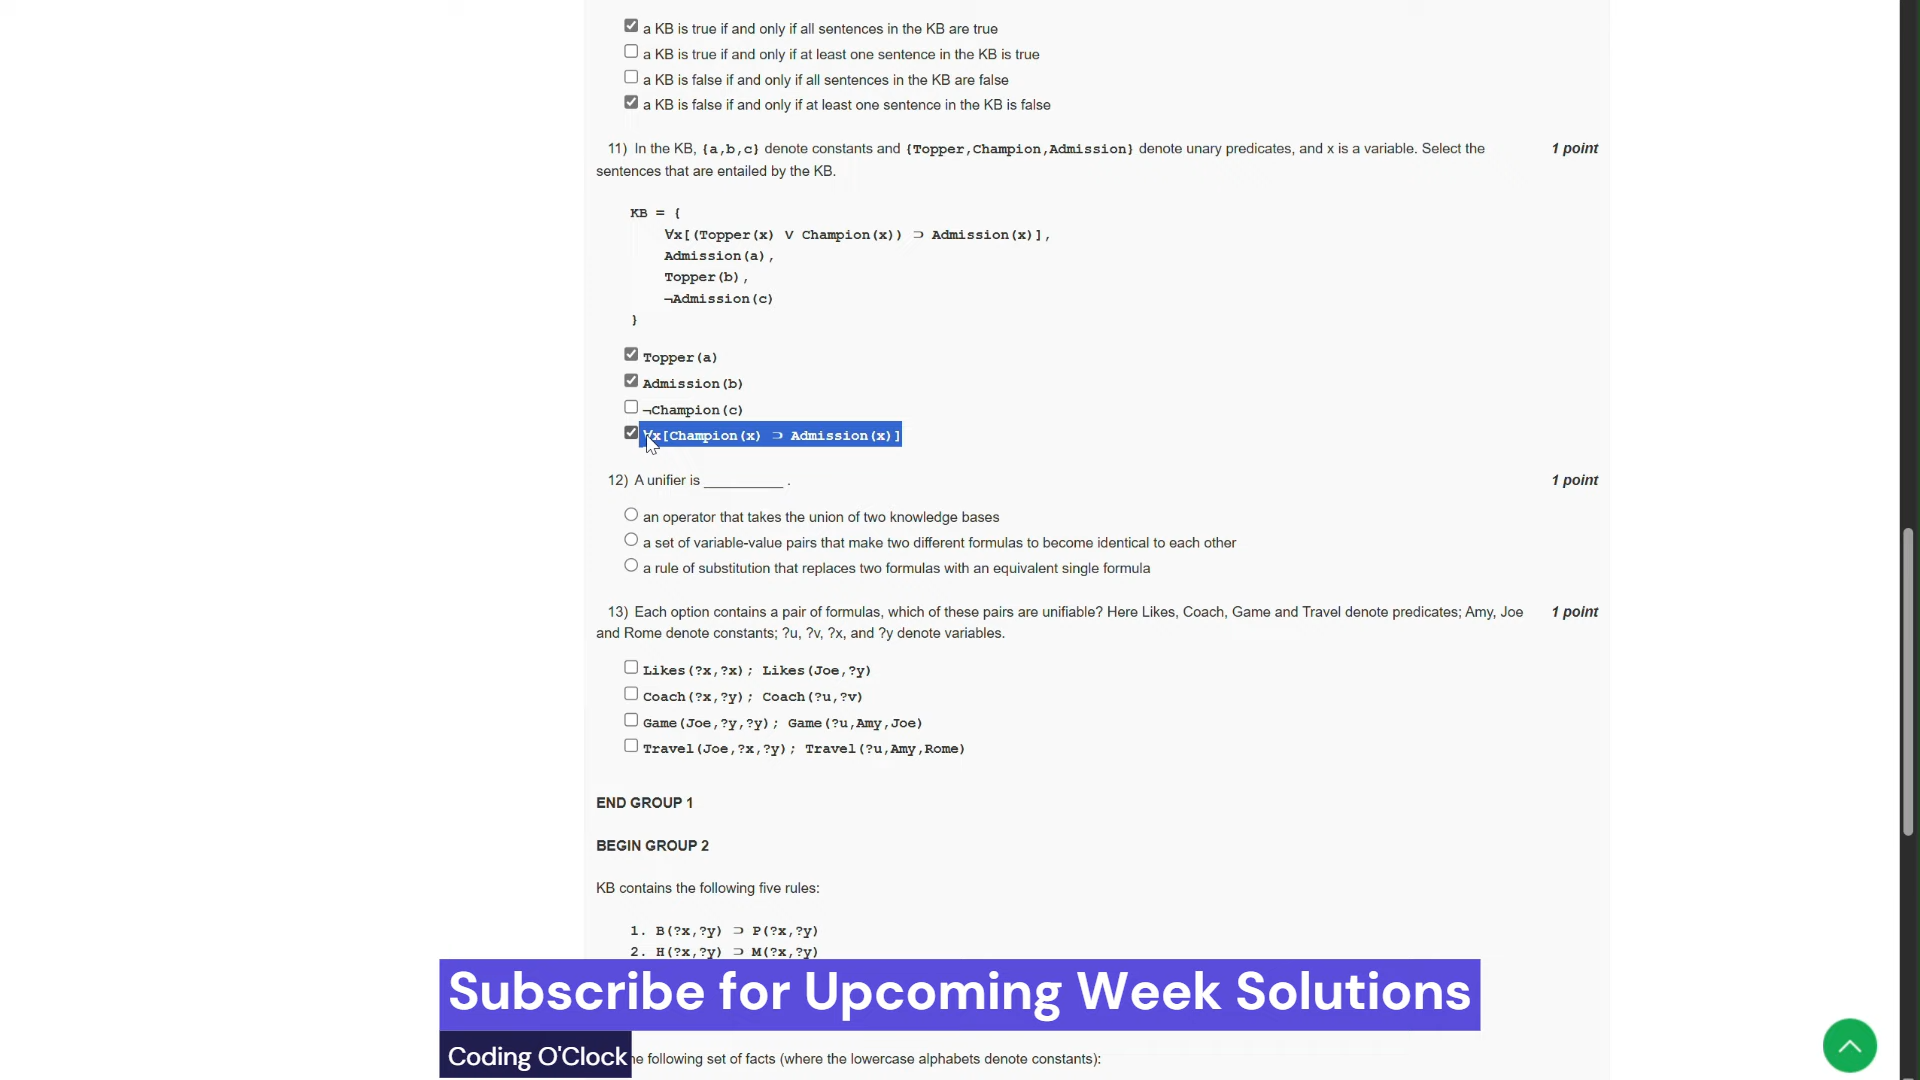 a KB is true if and only if all sentences in the KB are true
a KB is true if and only if at least one sentence in the KB is true
a KB is false if and only if all sentences in the KB are false
a KB is false if and only if at least one sentence in the KB is false
11) In the KB, {a,b,c} denote constants and {Topper,Champion,Admission} denote unary predicates, and x is a variable. Select the 1 point
sentences that are entailed by the KB.
KB = {
∀x[(Topper(x) ∨ Champion(x)) ⊃ Admission(x)],
Admission(a),
Topper(b),
¬Admission(c)
}
Topper(a)
Admission(b)
¬Champion(c)
∀x[Champion(x) ⊃ Admission(x)]
12) A unifier is __________ . 1 point
an operator that takes the union of two knowledge bases
a set of variable-value pairs that make two different formulas to become identical to each other
a rule of substitution that replaces two formulas with an equivalent single formula
13) Each option contains a pair of formulas, which of these pairs are unifiable? Here Likes, Coach, Game and Travel denote predicates; Amy, Joe 1 point
and Rome denote constants; ?u, ?v, ?x, and ?y denote variables.
Likes(?x,?x); Likes(Joe,?y)
Coach(?x,?y); Coach(?u,?v)
Game(Joe,?y,?y); Game(?u,Amy,Joe)
Travel(Joe,?x,?y); Travel(?u,Amy,Rome)
END GROUP 1
BEGIN GROUP 2
KB contains the following five rules:
1. B(?x,?y) ⊃ P(?x,?y)
2. H(?x,?y) ⊃ M(?x,?y)
Subscribe for Upcoming Week Solutions
Coding O'Clock
he following set of facts (where the lowercase alphabets denote constants):